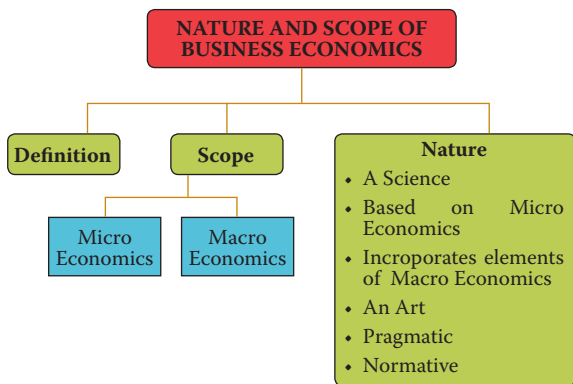 NATURE AND SCOPE OF
BUSINESS ECONOMICS
Definition
Scope
Micro
Economics
Macro
Economics
Nature
• A Science
• Based on Micro
Economics
• Incroporates elements
of Macro Economics
• An Art
• Pragmatic
• Normative